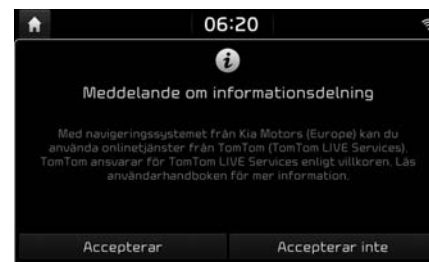 06:20
Meddelande om informationsdelning
Med navigeringssystemet från Kia Motors (Europe) kan du
använda onlinetjänster från TomTom (TomTom LIVE Services).
TomTom ansvarar för TomTom LIVE Services enligt villkoren. Läs
användarhandboken för mer information.
Accepterar
Accepterar inte